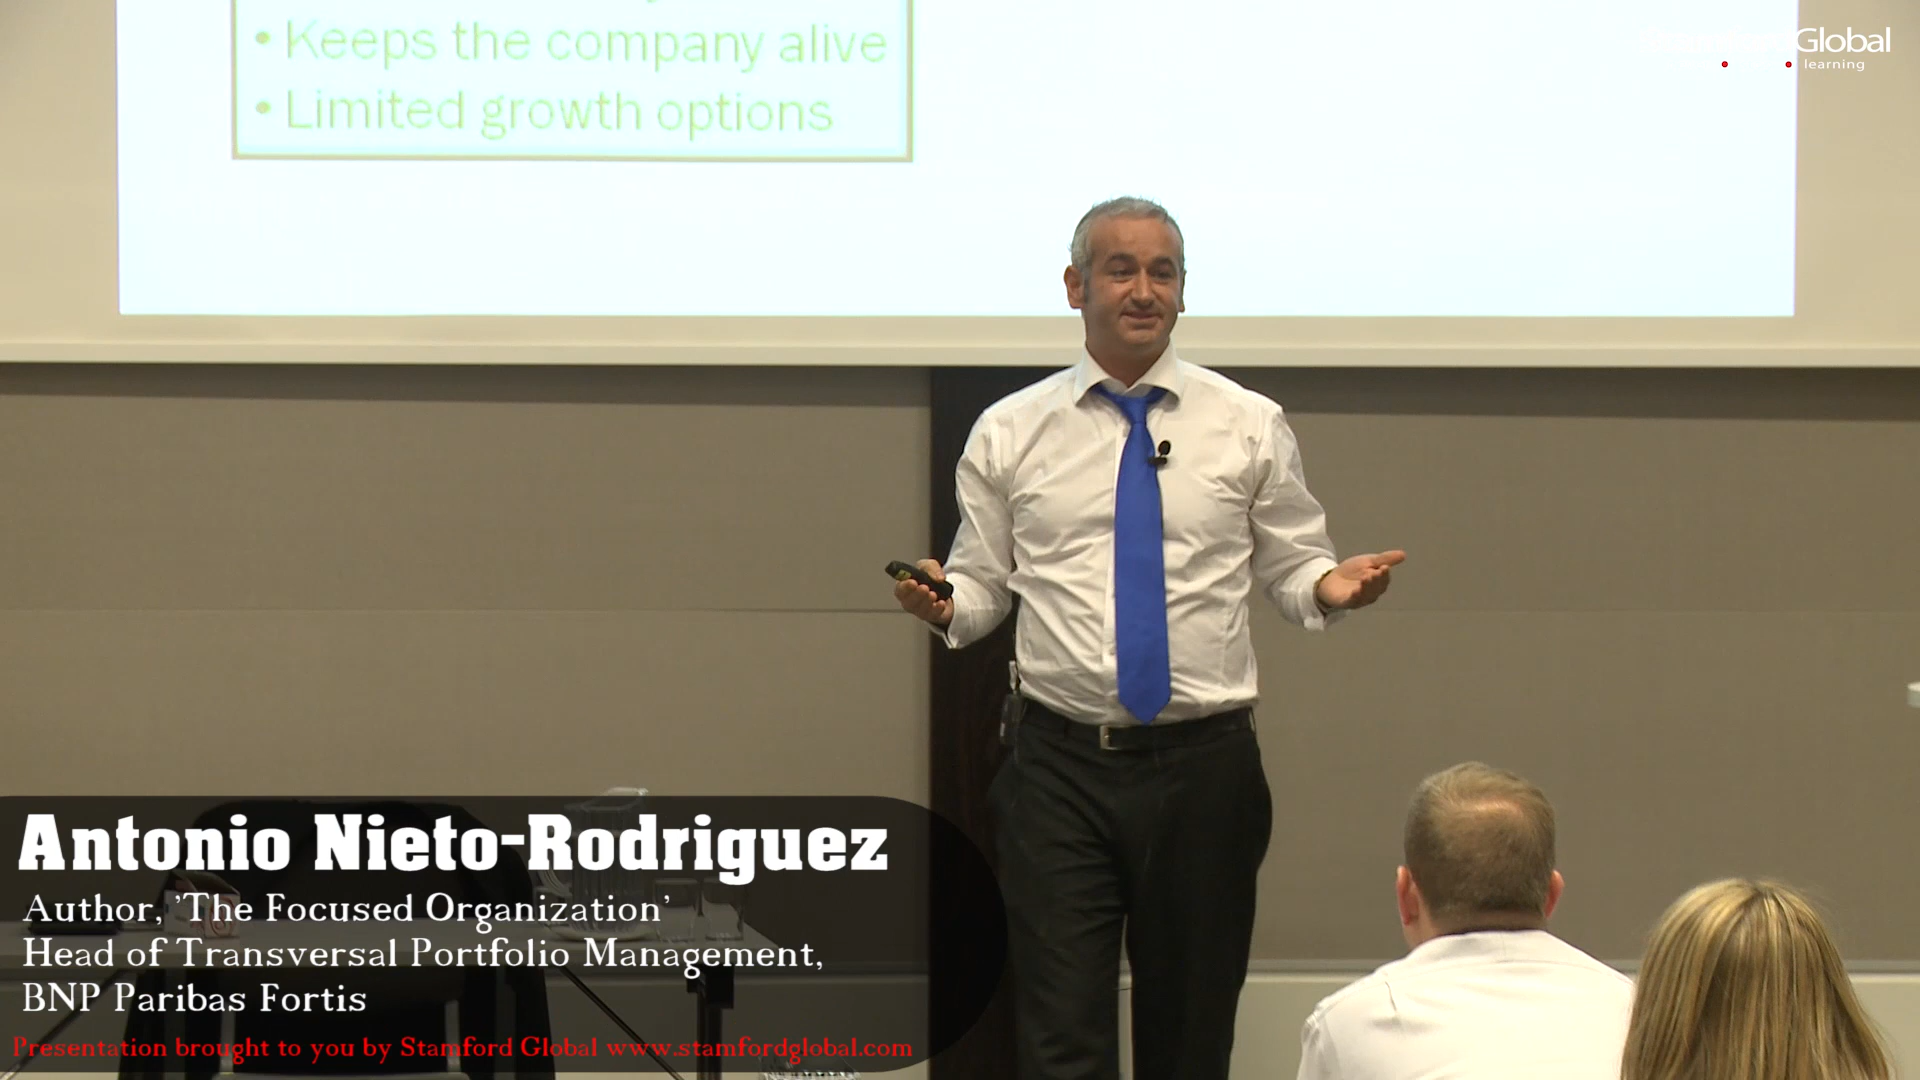 • Keeps the company alive
• Limited growth options
Global
learning
Antonio Nieto-Rodriguez
Author, 'The Focused Organization'
Head of Transversal Portfolio Management,
BNP Paribas Fortis
Presentation brought to you by Stamford Global www.stamfordglobal.com